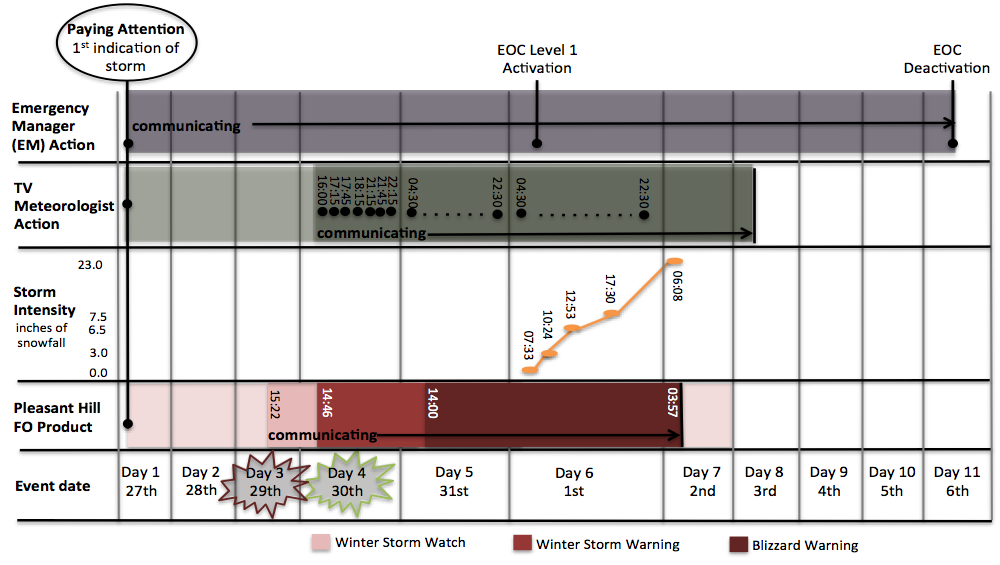 Paying Attention
1st indication of
storm
EOC Level 1
Activation
EOC
Deactivation
Emergency
Manager
(EM) Action
communicating
TV
Meteorologist
Action
16:00
17:15
17:45
18:15
21:15
21:45
22:15
04:30
22:30
04:30
22:30
communicating
Storm
Intensity
inches of
snowfall
23.0
7.5
6.5
3.0
0.0
07:33
10:24
12:53
17:30
06:08
Pleasant Hill
FO Product
15:22
14:46
14:00
03:57
communicating
Event date
Day 1
27th
Day 2
28th
Day 3
29th
Day 4
30th
Day 5
31st
Day 6
1st
Day 7
2nd
Day 8
3rd
Day 9
4th
Day 10
5th
Day 11
6th
Winter Storm Watch
Winter Storm Warning
Blizzard Warning